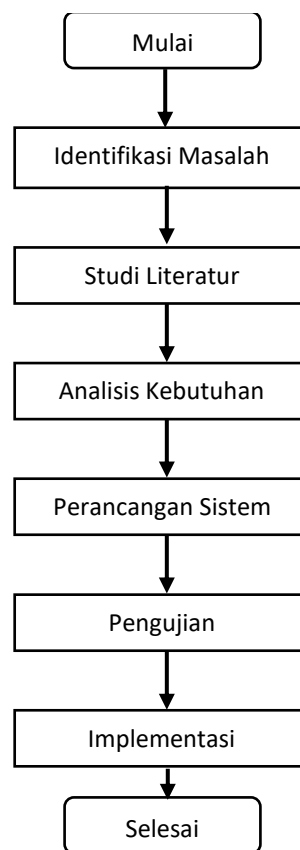 Mulai
Identifikasi Masalah
Studi Literatur
Analisis Kebutuhan
Perancangan Sistem
Pengujian
Implementasi
Selesai